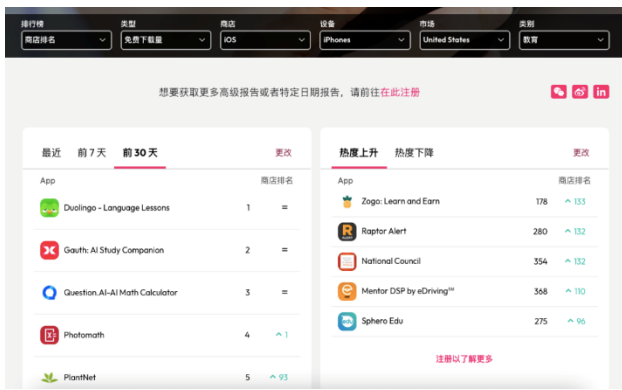 排行榜 类型 商店 设备 市场 类别
商店排名 免费下载量 iOS iPhones United States 教育
想要获取更多高级报告或者特定日期报告，请前往在此注册
最近 前7天 前30天 更改
App 商店排名
Duolingo - Language Lessons 1 =
Gauth: AI Study Companion 2 =
Question.AI-AI Math Calculator 3 =
Photomath 4 ^ 1
PlantNet 5 ^ 93
热度上升 热度下降 更改
App 商店排名
Zogo: Learn and Earn 178 ^ 133
Raptor Alert 280 ^ 132
National Council 354 ^ 132
Mentor DSP by eDriving℠ 368 ^ 110
Sphero Edu 275 ^ 96
注册以了解更多